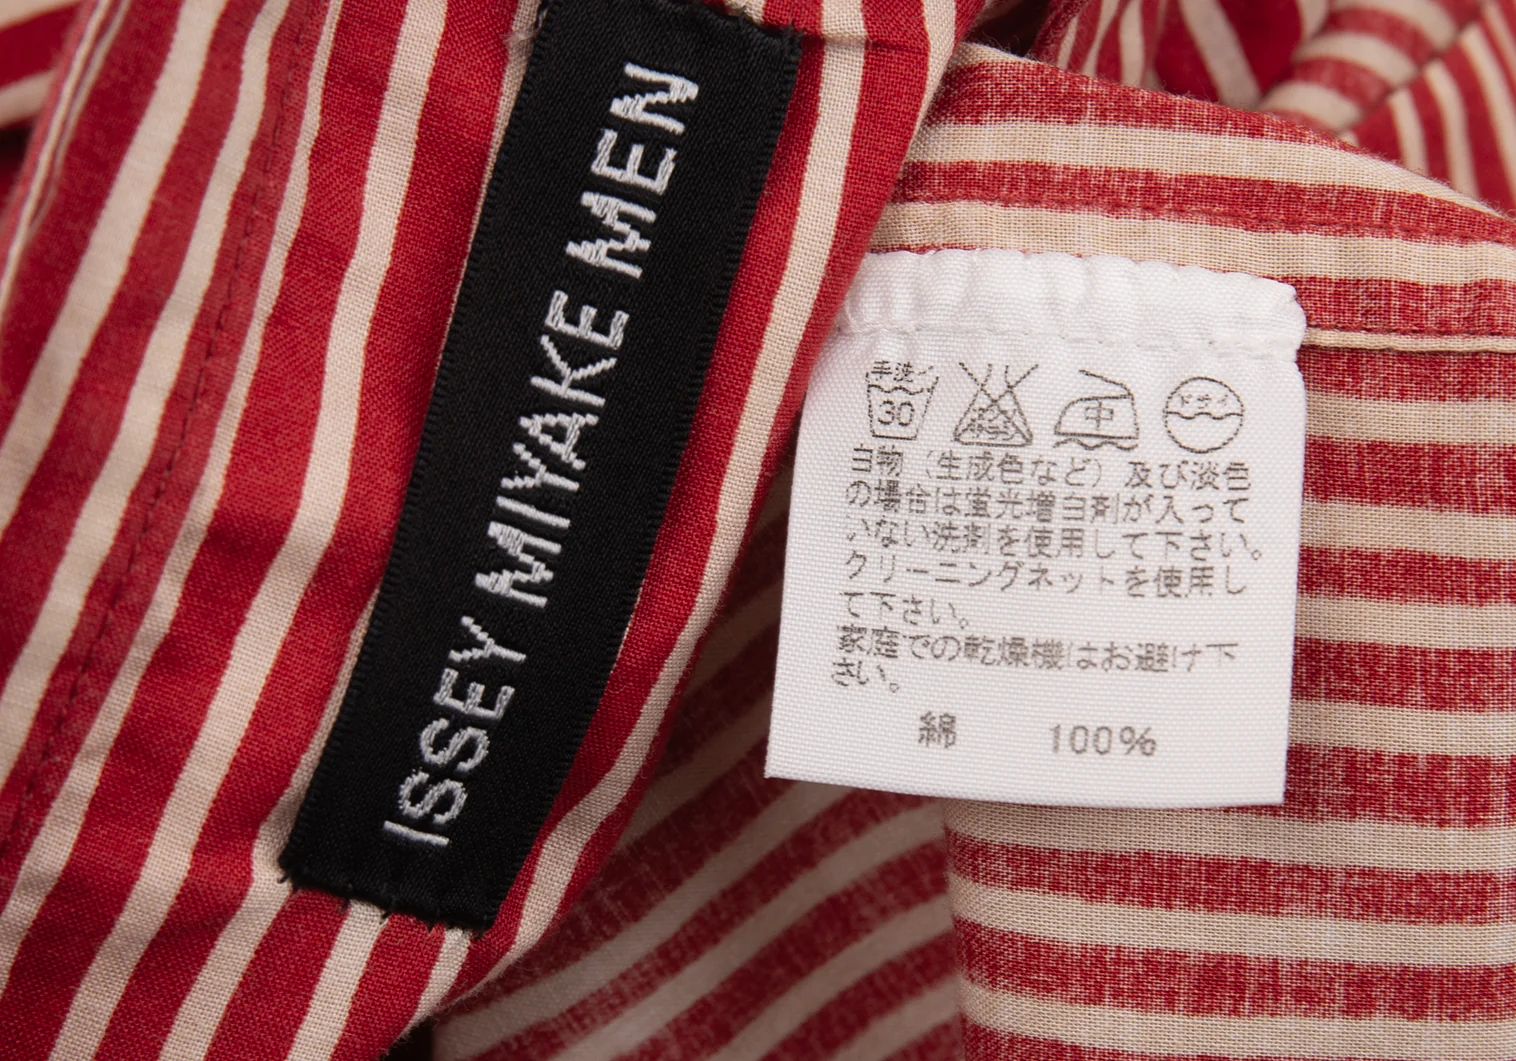 ISSEY MIYAKE MEN
手洗
30
中
ドライ
白物（生成色など）及び淡色
の場合は蛍光増白剤が入って
いない洗剤を使用して下さい。
クリーニングネットを使用し
て下さい。
家庭での乾燥機はお避け下
さい。
綿 100%